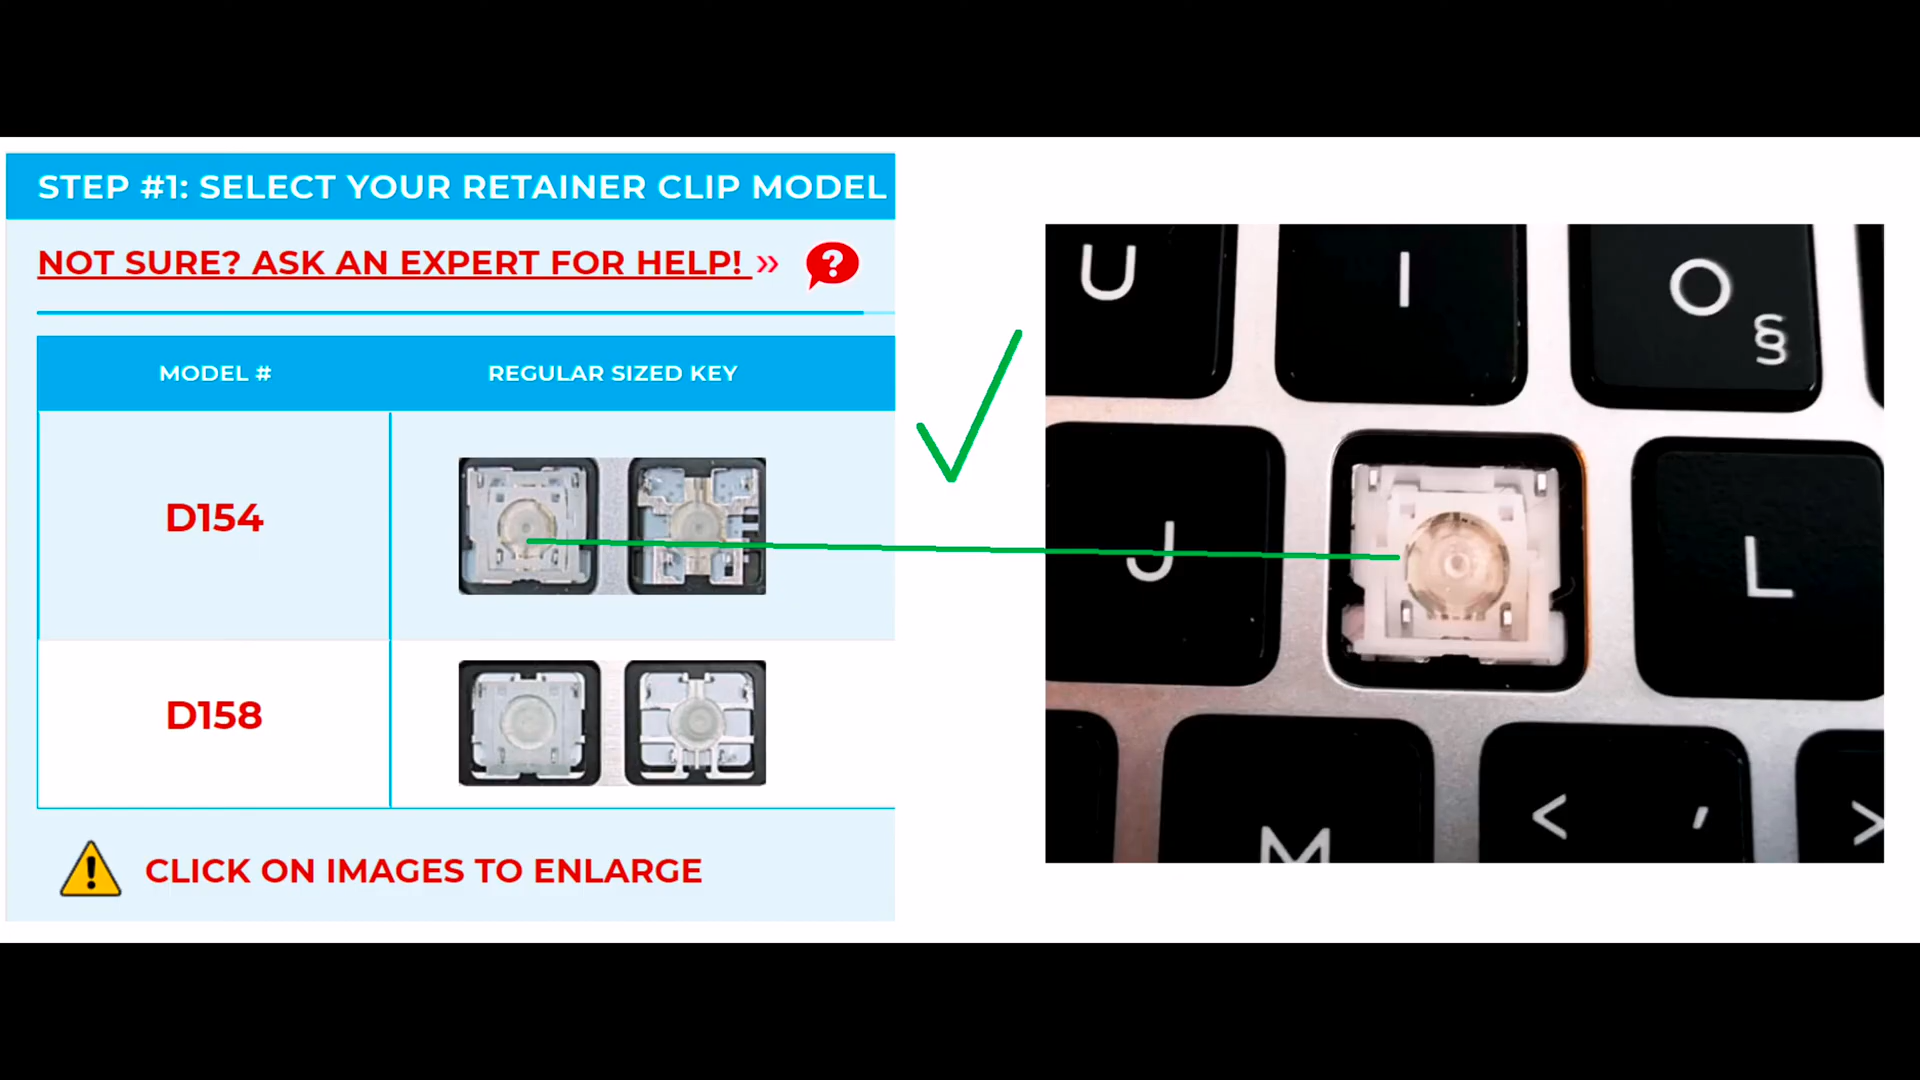 STEP #1: SELECT YOUR RETAINER CLIP MODEL
NOT SURE? ASK AN EXPERT FOR HELP! »
?
MODEL # REGULAR SIZED KEY
D154
D158
! CLICK ON IMAGES TO ENLARGE
U I O §
J L
M < , >